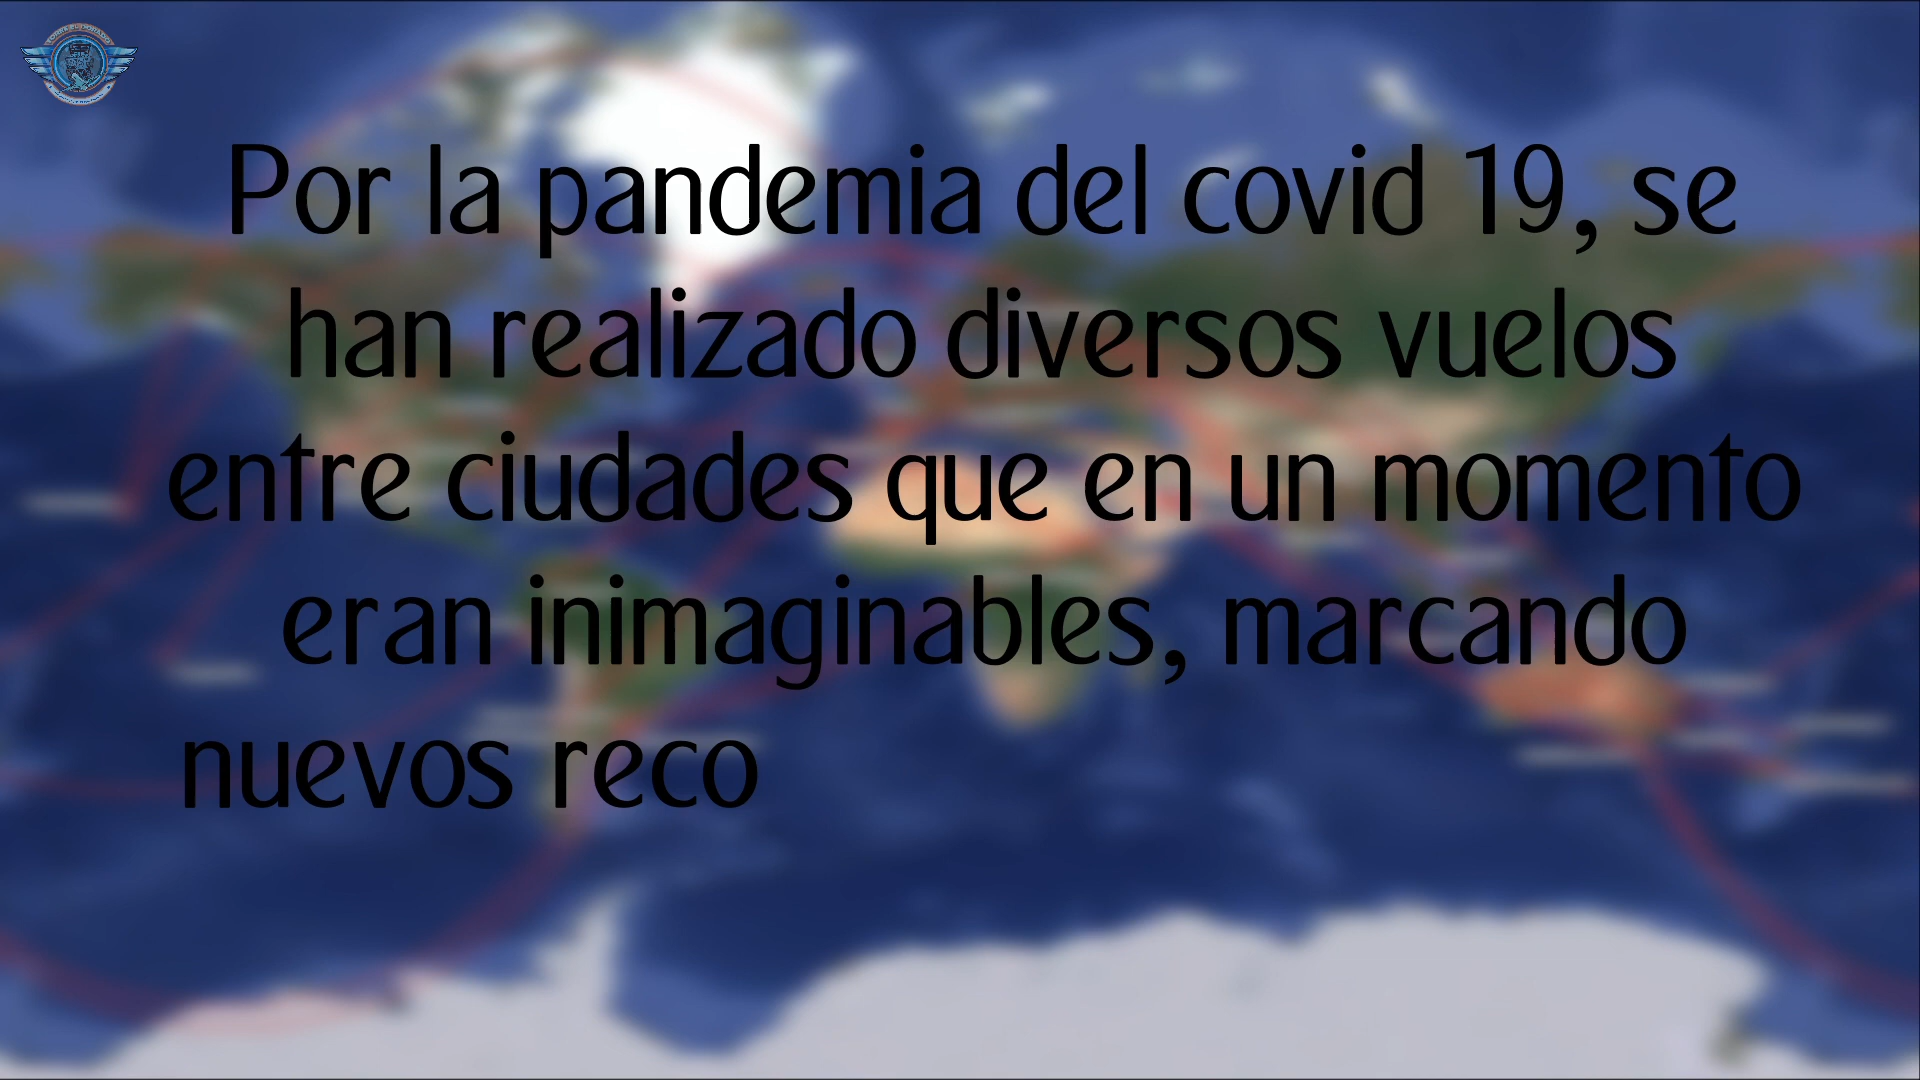 Por la pandemia del covid 19, se
han realizado diversos vuelos
entre ciudades que en un momento
eran inimaginables, marcando
nuevos reco